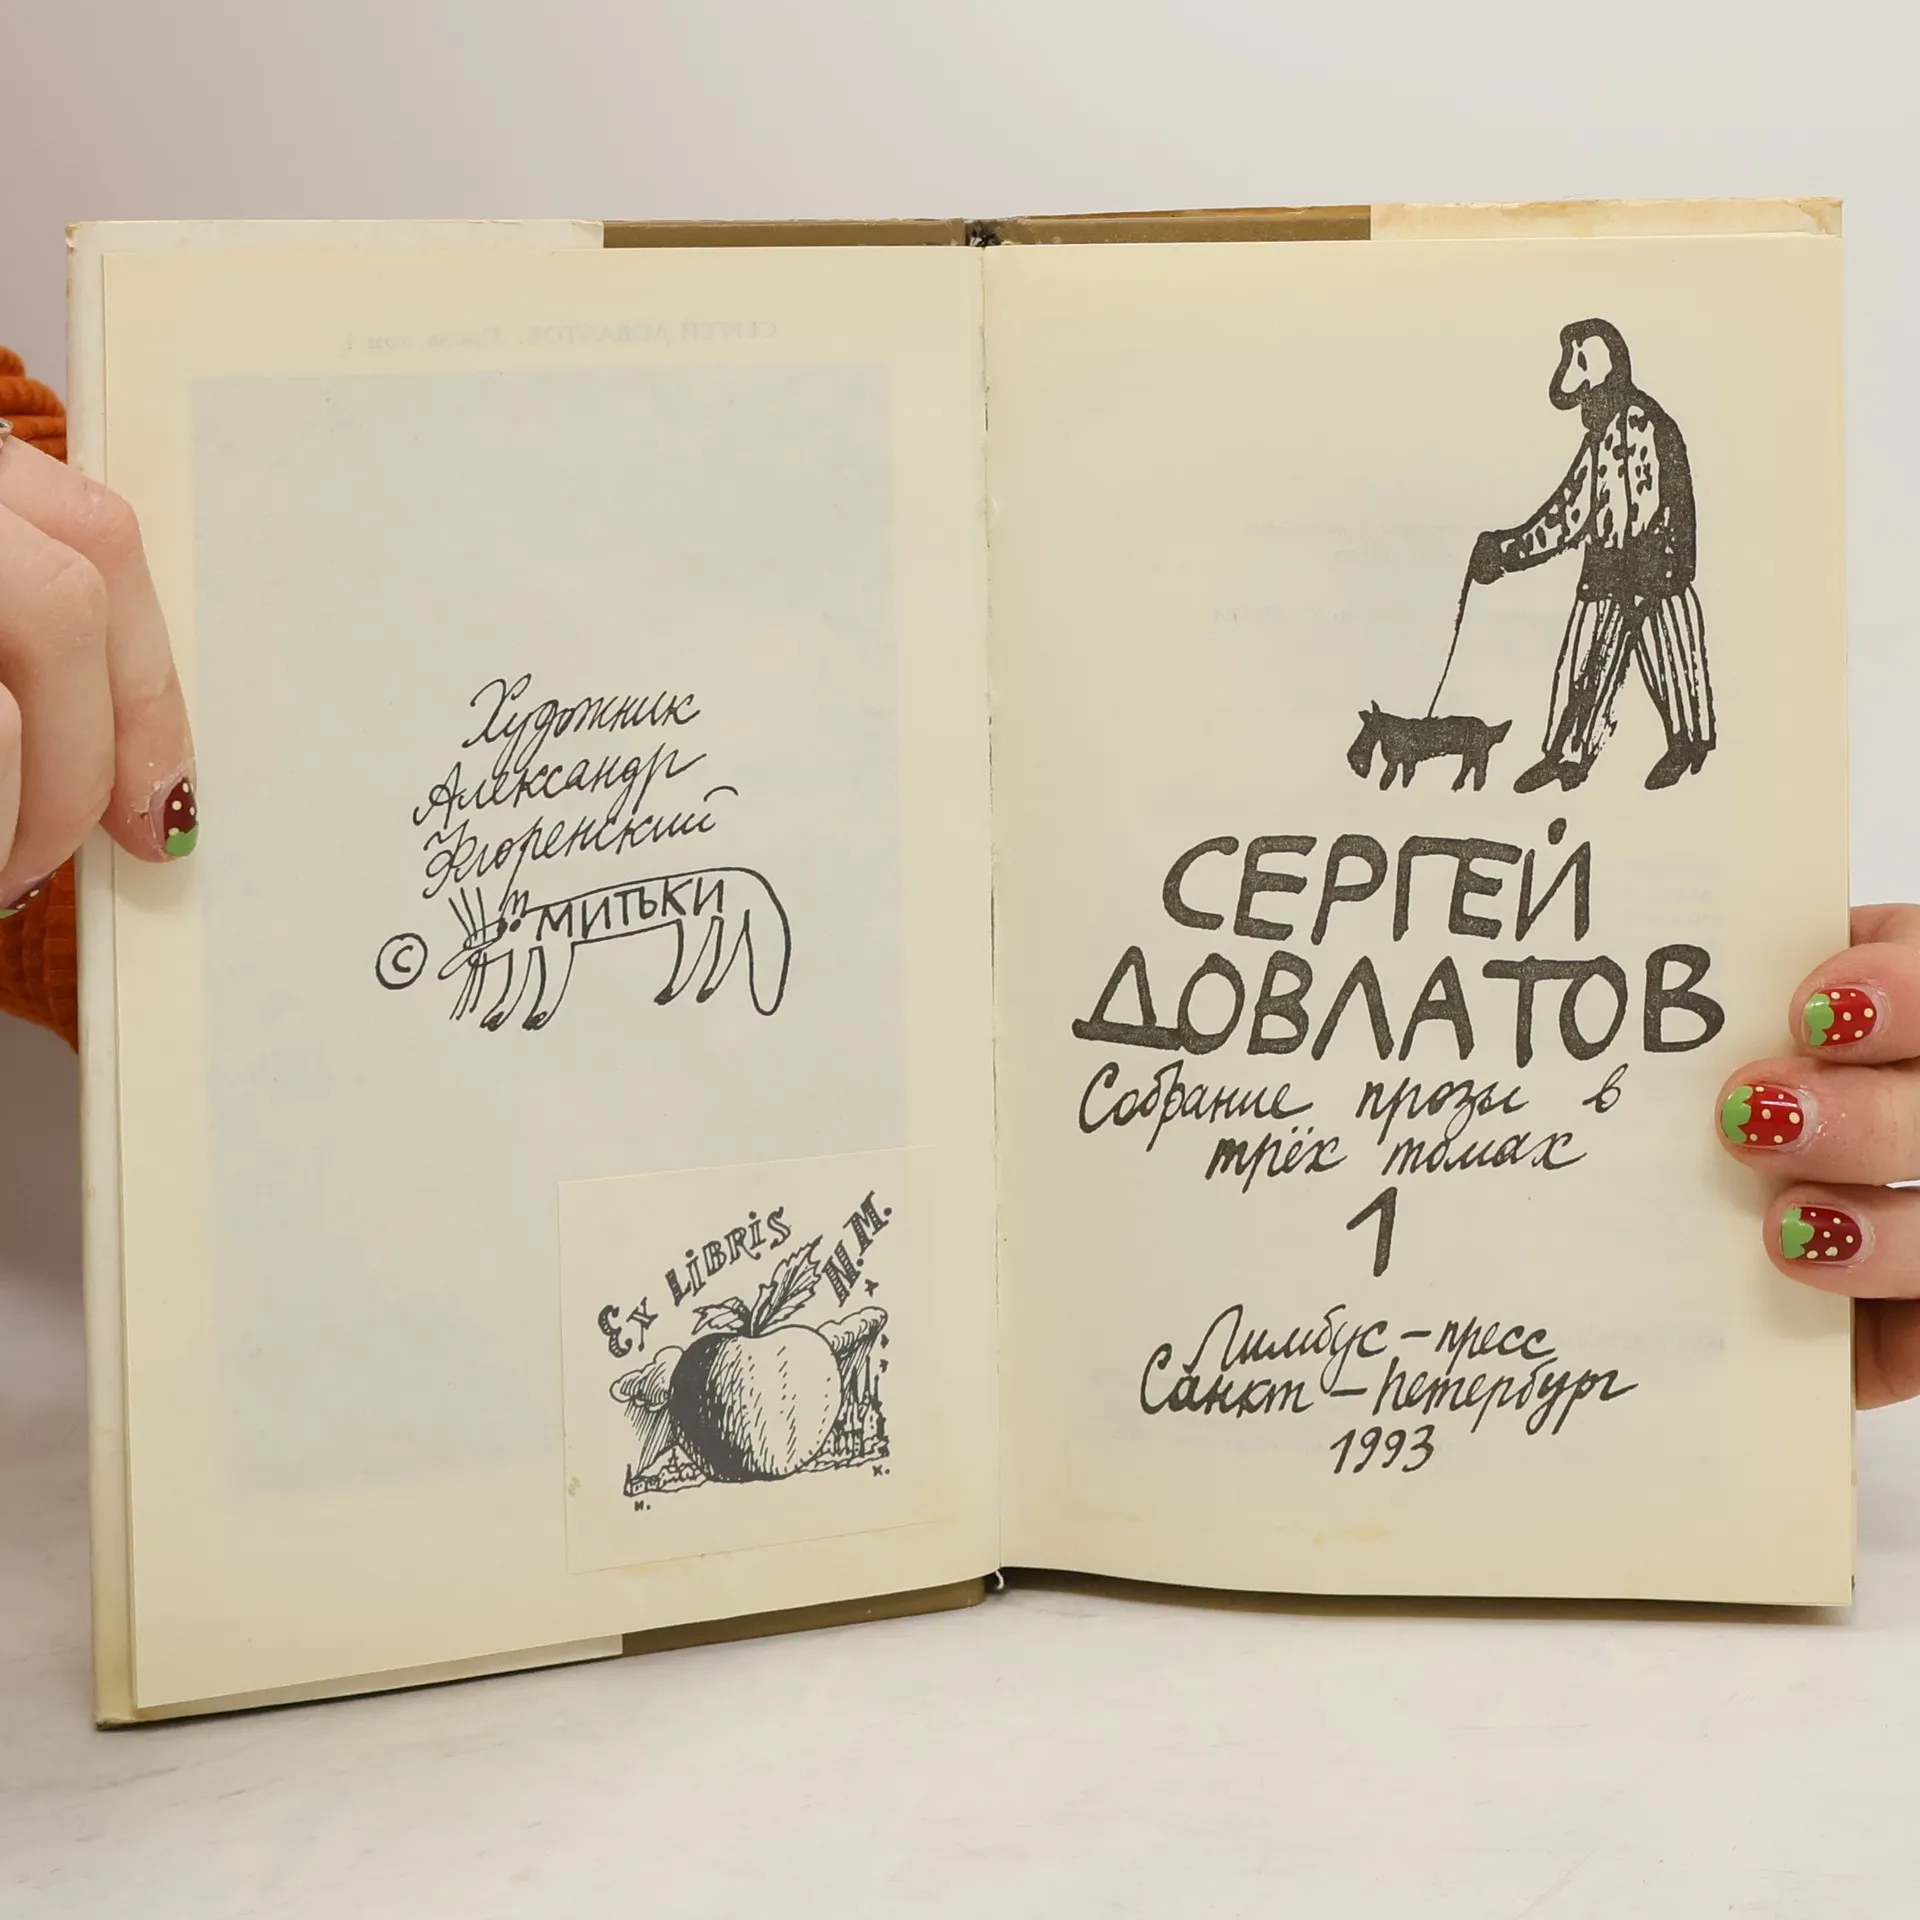 Художник
Александр
Флоренский
© МИТЬКИ
Ex LiBRiS N.M.
и. к.
СЕРГЕЙ
ДОВЛАТОВ
Собрание прозы в
трёх томах
1
Лимбус-пресс
Санкт-Петербург
1993